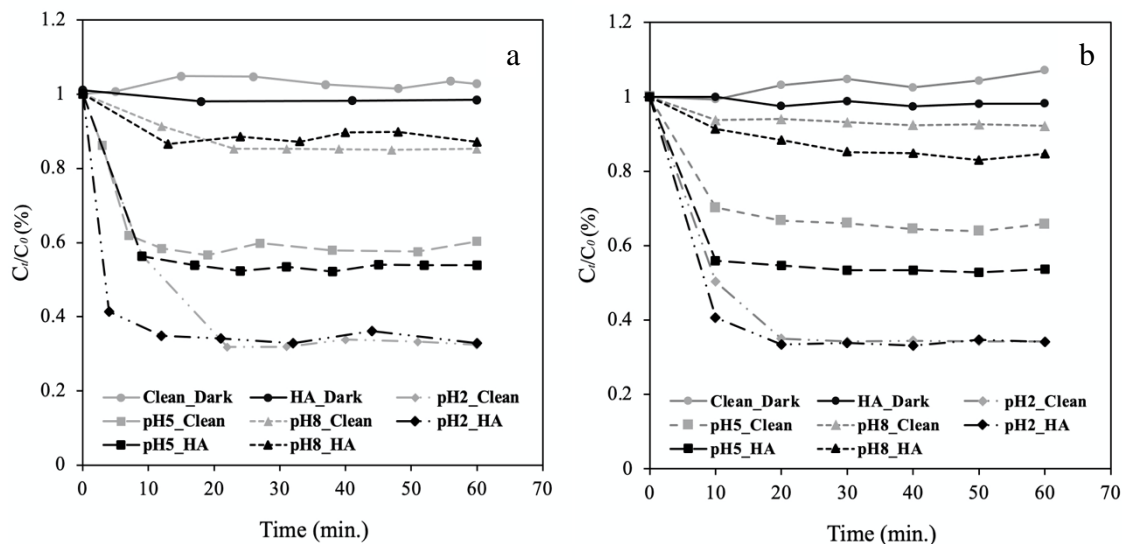 a
1.2
1
0.8
0.6
0.4
0.2
0
Ct/C0 (%)
Clean_Dark HA_Dark pH2_Clean
pH5_Clean pH8_Clean pH2_HA
pH5_HA pH8_HA
0 10 20 30 40 50 60 70
Time (min.)
b
1.2
1
0.8
0.6
0.4
0.2
0
Ct/C0 (%)
Clean_Dark HA_Dark pH2_Clean
pH5_Clean pH8_Clean pH2_HA
pH5_HA pH8_HA
0 10 20 30 40 50 60 70
Time (min.)